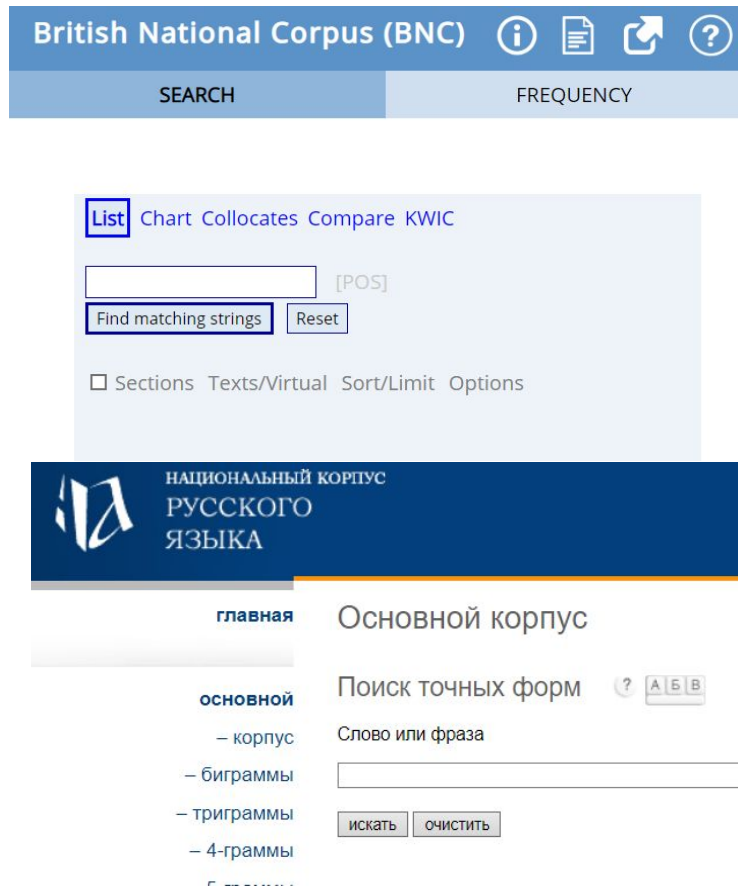 British National Corpus (BNC)
SEARCH FREQUENCY
List Chart Collocates Compare KWIC
[POS]
Find matching strings Reset
Sections Texts/Virtual Sort/Limit Options
НАЦИОНАЛЬНЫЙ КОРПУС
РУССКОГО
ЯЗЫКА
главная
Основной корпус
Поиск точных форм ? А Б В
основной
Слово или фраза
– корпус
– биграммы
– триграммы
искать очистить
– 4-граммы